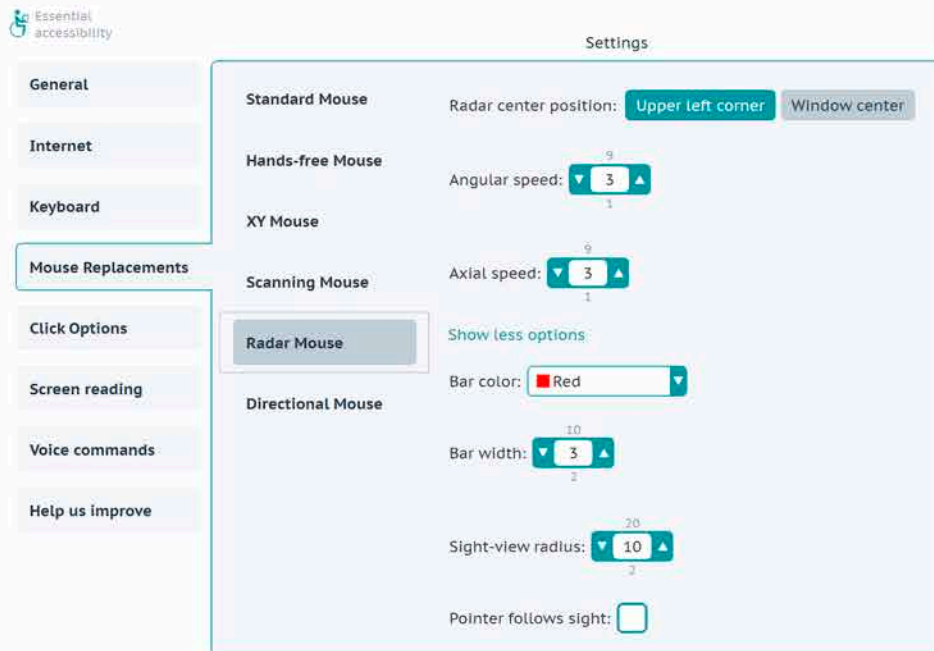 Essential
accessibility
Settings
General
Internet
Keyboard
Mouse Replacements
Click Options
Screen reading
Voice commands
Help us improve
Standard Mouse
Hands-free Mouse
XY Mouse
Scanning Mouse
Radar Mouse
Directional Mouse
Radar center position: Upper left corner Window center
9
Angular speed: ▼ 3 ▲
1
9
Axial speed: ▼ 3 ▲
1
Show less options
Bar color: Red ▼
10
Bar width: ▼ 3 ▲
2
20
Sight-view radius: ▼ 10 ▲
2
Pointer follows sight: